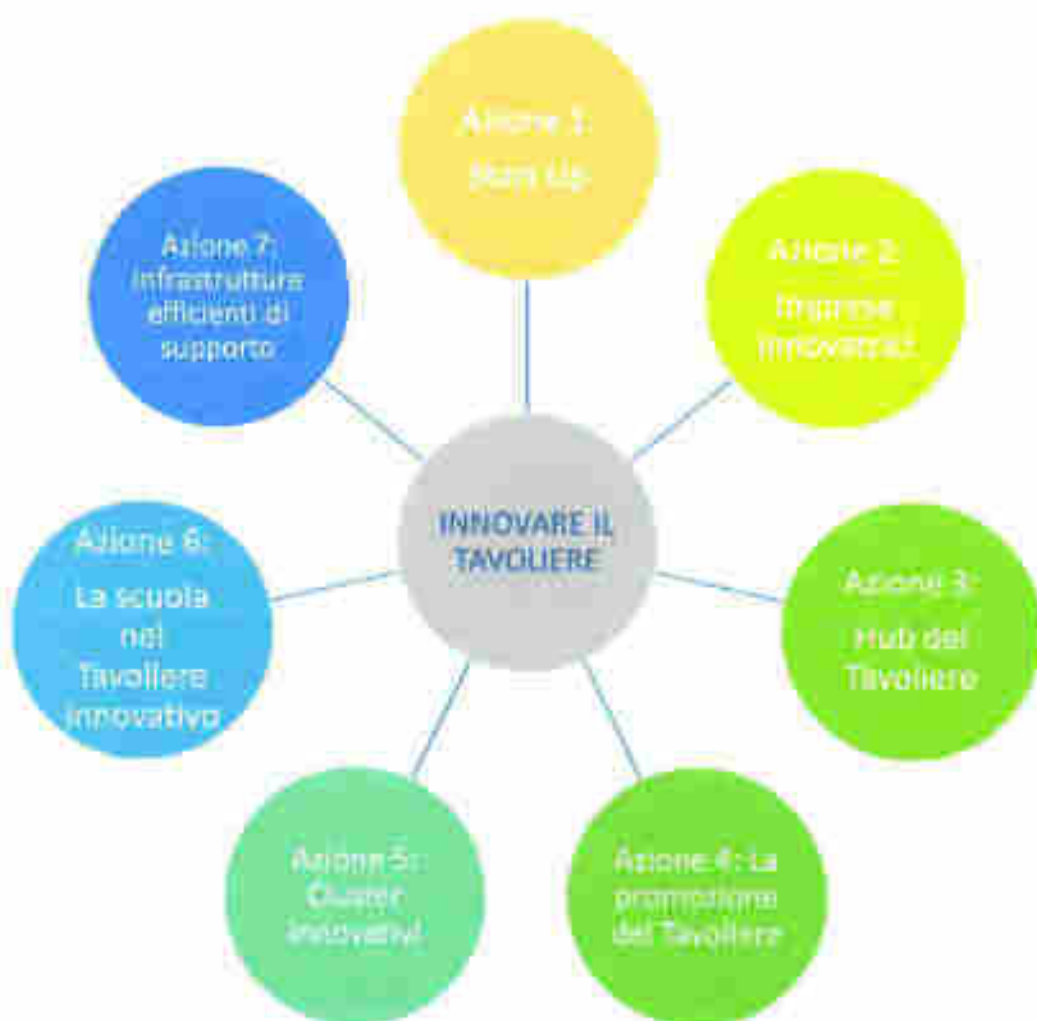 INNOVARE IL
TAVOLIERE
Azione 1:
Start Up
Azione 2:
Imprese
innovatrici
Azione 3:
Hub del
Tavoliere
Azione 4: La
promozione
del Tavoliere
Azione 5:
Cluster
innovativi
Azione 6:
La scuola
nel
Tavoliere
innovativo
Azione 7:
Infrastrutture
efficienti di
supporto